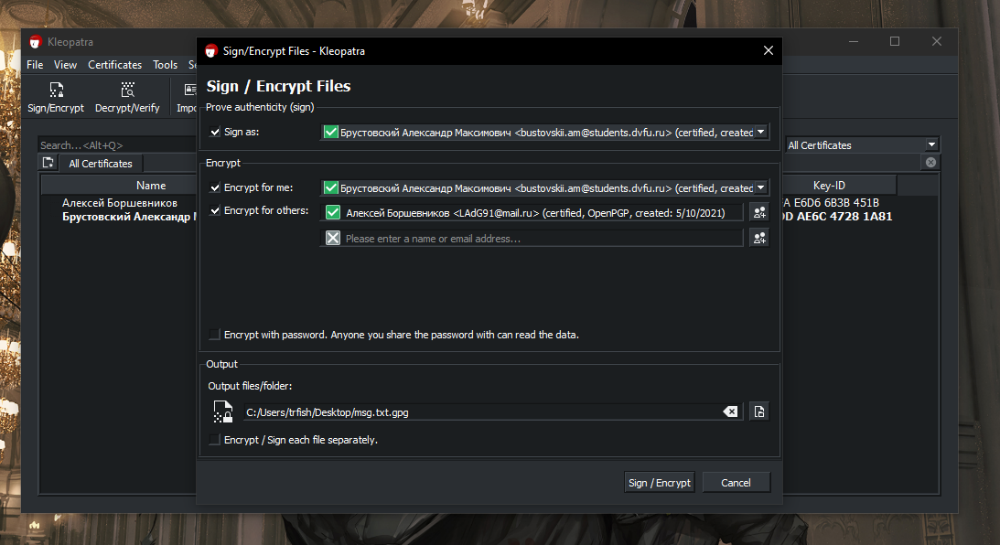 Kleopatra
File View Certificates Tools
Sign/Encrypt Decrypt/Verify
Search...<Alt+Q>
All Certificates
All Certificates
Name
Key-ID
Алексей Боршевников
A E6D6 6B3B 451B
Брустовский Александр
AE6C 4728 1A81
Sign/Encrypt Files - Kleopatra
Sign / Encrypt Files
Prove authenticity (sign)
Sign as:
Брустовский Александр Максимович <bustovskii.am@students.dvfu.ru> (certified, created
Encrypt
Encrypt for me:
Брустовский Александр Максимович <bustovskii.am@students.dvfu.ru> (certified, created
Encrypt for others:
Алексей Боршевников <LAdG91@mail.ru> (certified, OpenPGP, created: 5/10/2021)
Please enter a name or email address...
Encrypt with password. Anyone you share the password with can read the data.
Output
Output files/folder:
C:/Users/trfish/Desktop/msg.txt.gpg
Encrypt / Sign each file separately.
Sign / Encrypt
Cancel